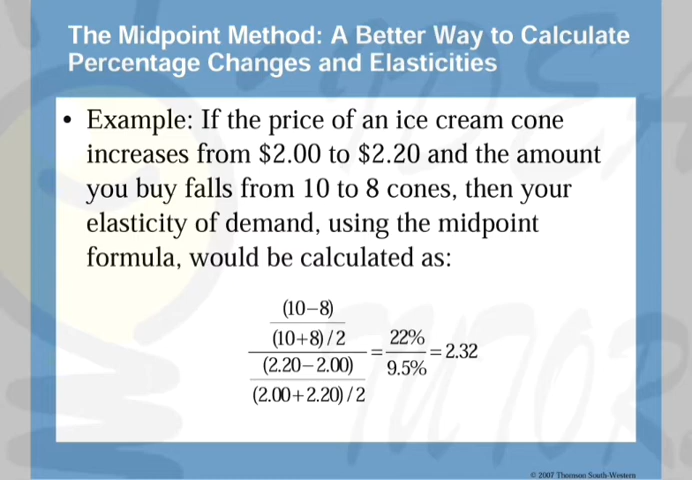 The Midpoint Method: A Better Way to Calculate
Percentage Changes and Elasticities
• Example: If the price of an ice cream cone
increases from $2.00 to $2.20 and the amount
you buy falls from 10 to 8 cones, then your
elasticity of demand, using the midpoint
formula, would be calculated as:
(10−8)
(10+8)/2
(2.20−2.00)
(2.00+2.20)/2
=
22%
9.5%
=2.32
© 2007 Thomson South-Western